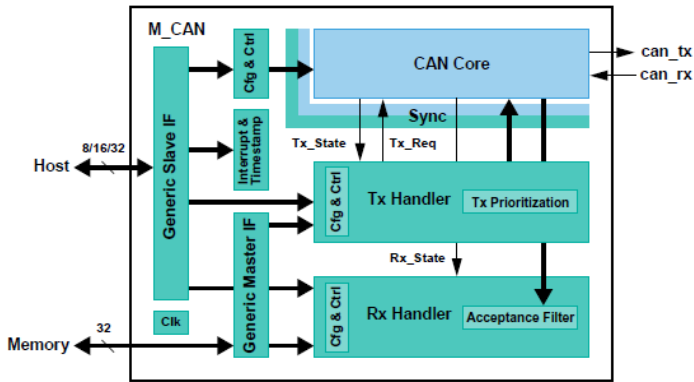 M_CAN
Generic Slave IF
Cfg & Ctrl
CAN Core
can_tx
can_rx
Sync
Interrupt &
Timestamp
Tx_State
Tx_Req
8/16/32
Host
Cfg & Ctrl
Tx Handler
Tx Prioritization
Generic Master IF
Rx_State
Cfg & Ctrl
Rx Handler
Acceptance Filter
Clk
32
Memory